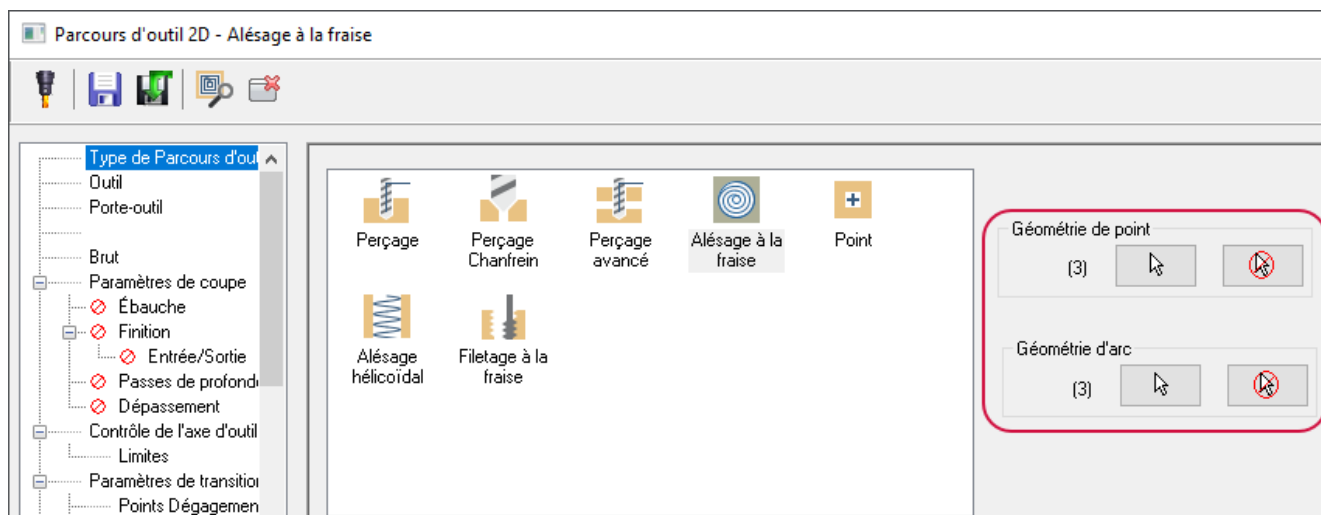 Parcours d'outil 2D - Alésage à la fraise
Type de Parcours d'ou
Outil
Porte-outil
Brut
Paramètres de coupe
Ébauche
Finition
Entrée/Sortie
Passes de profond
Dépassement
Contrôle de l'axe d'outil
Limites
Paramètres de transition
Points Dégagemen
Perçage
Perçage
Chanfrein
Perçage
avancé
Alésage à la
fraise
Point
Alésage
hélicoïdal
Filetage à la
fraise
Géométrie de point
(3)
Géométrie d'arc
(3)